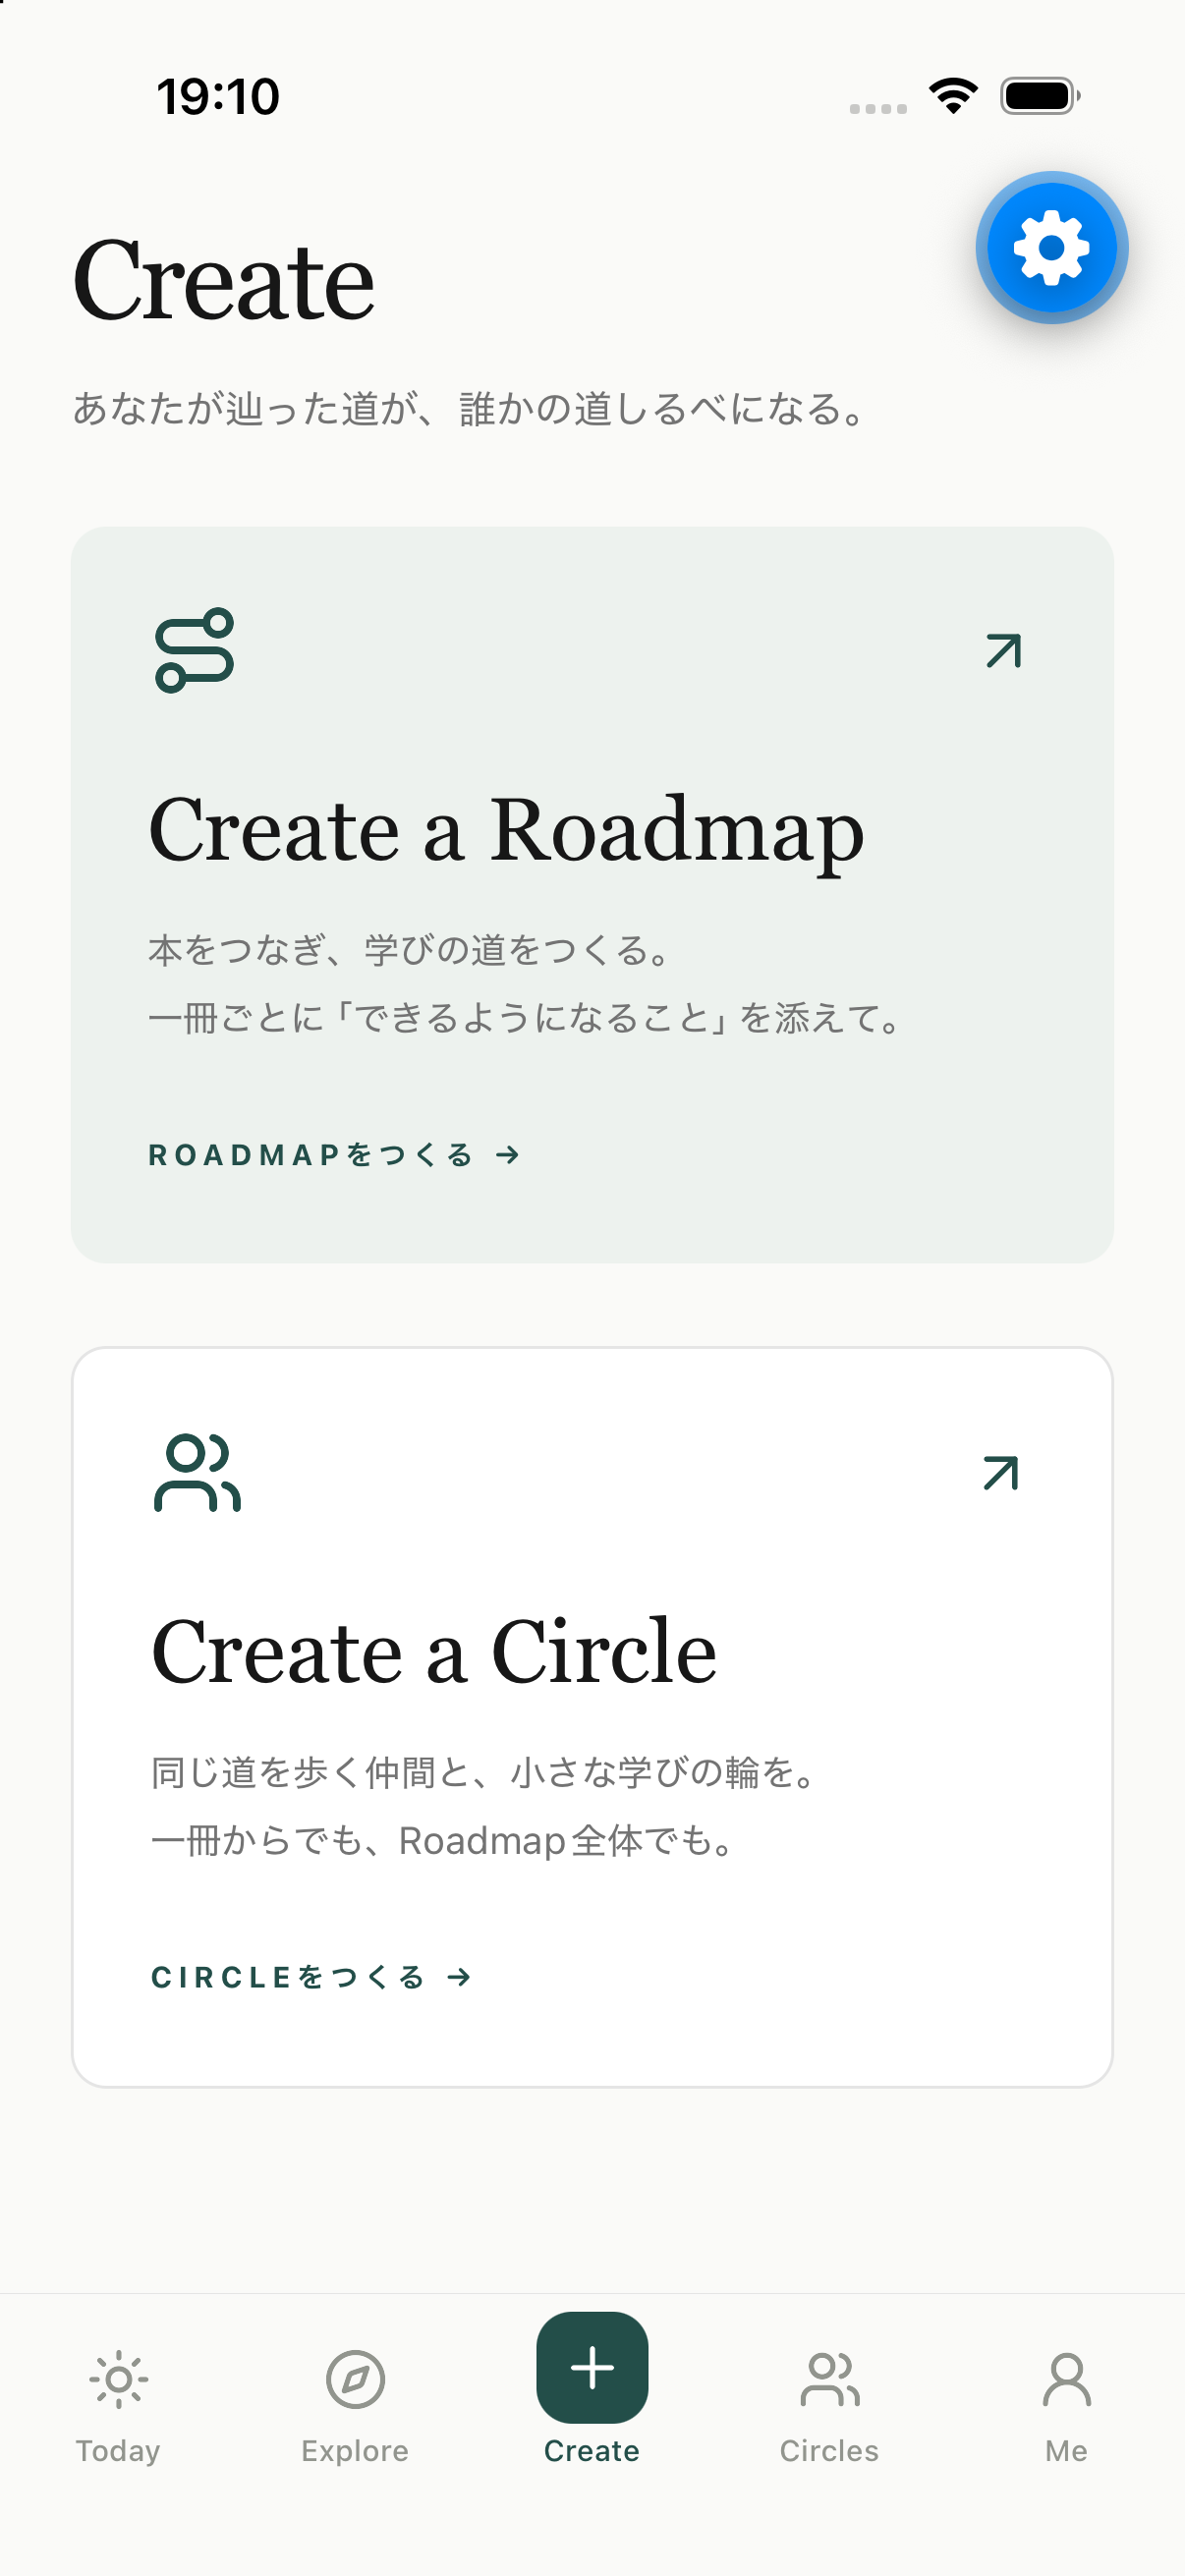 19:10
Create
あなたが辿った道が、誰かの道しるべになる。
Create a Roadmap
本をつなぎ、学びの道をつくる。
一冊ごとに「できるようになること」を添えて。
ROADMAPをつくる →
Create a Circle
同じ道を歩く仲間と、小さな学びの輪を。
一冊からでも、Roadmap全体でも。
CIRCLEをつくる →
Today Explore Create Circles Me